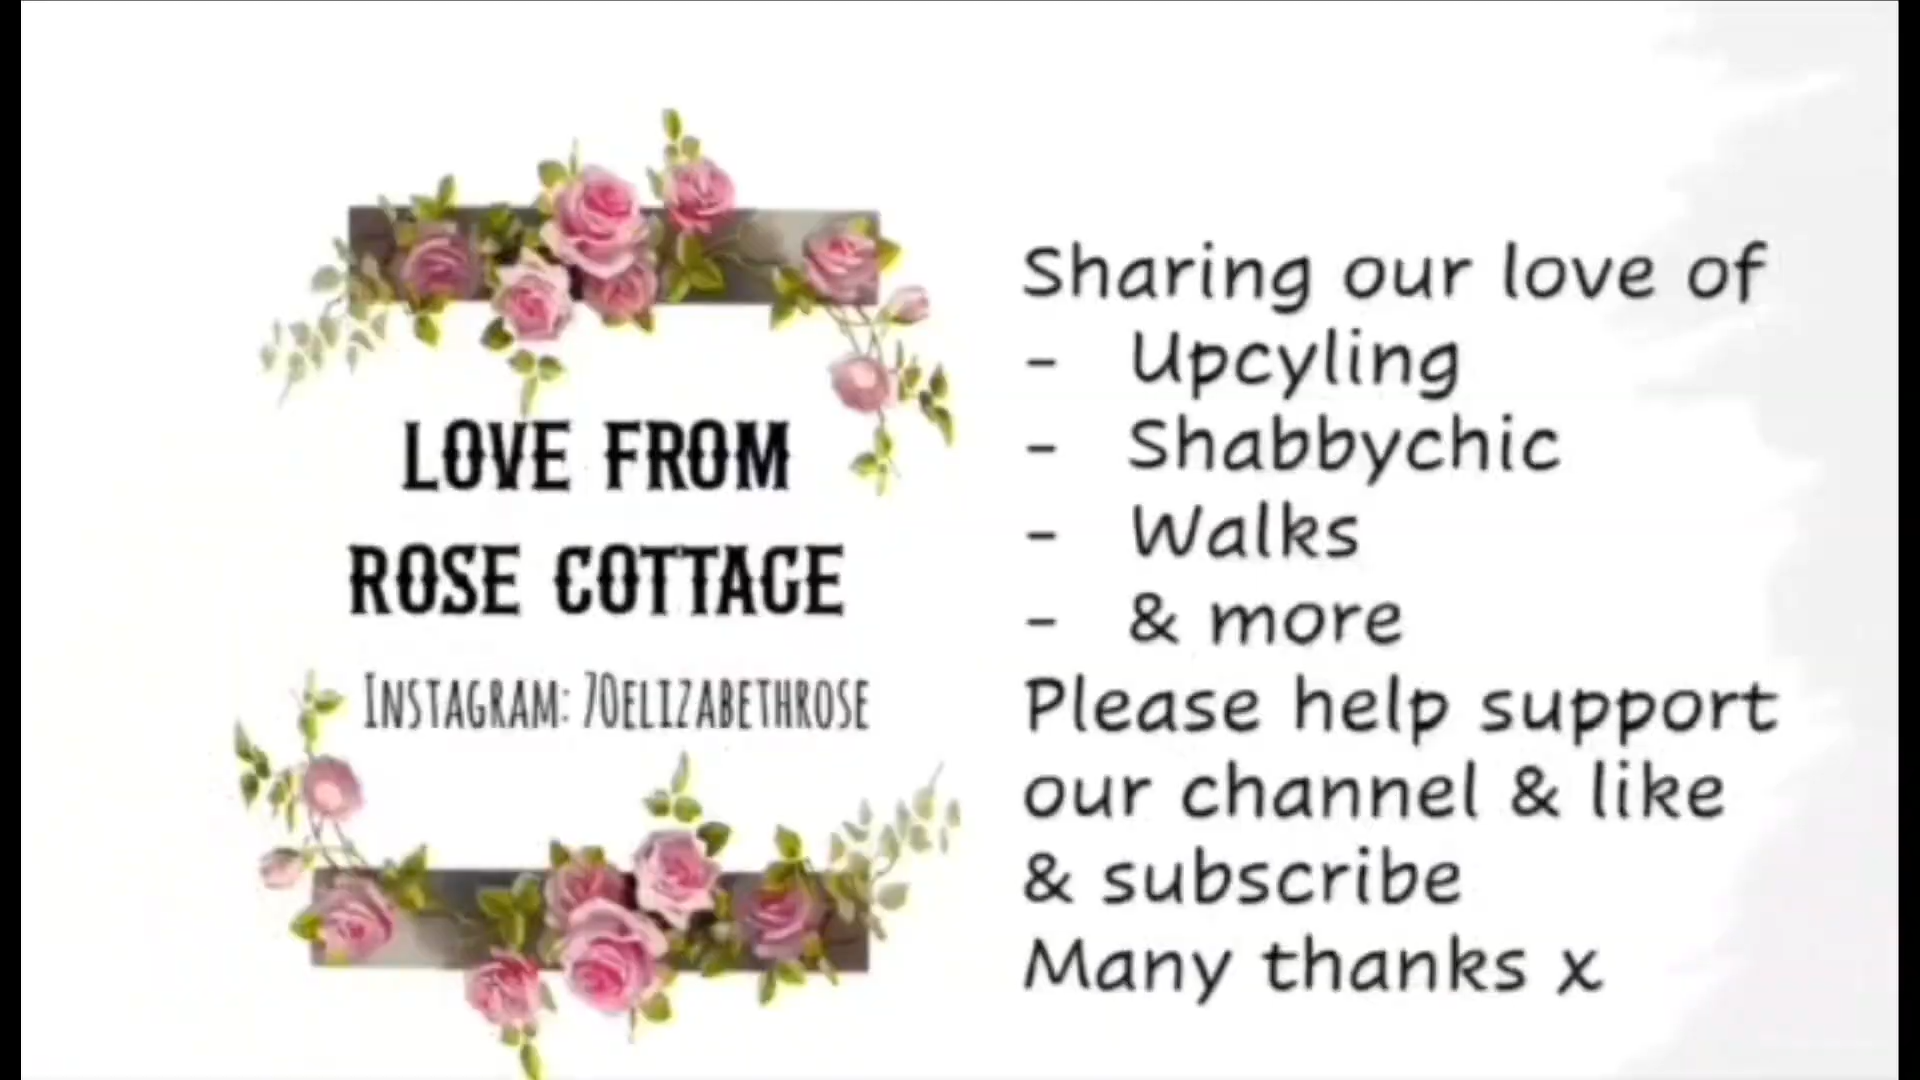 LOVE FROM
ROSE COTTAGE
INSTAGRAM: 70ELIZABETHROSE
Sharing our love of
- Upcyling
- Shabbychic
- Walks
- & more
Please help support
our channel & like
& subscribe
Many thanks x